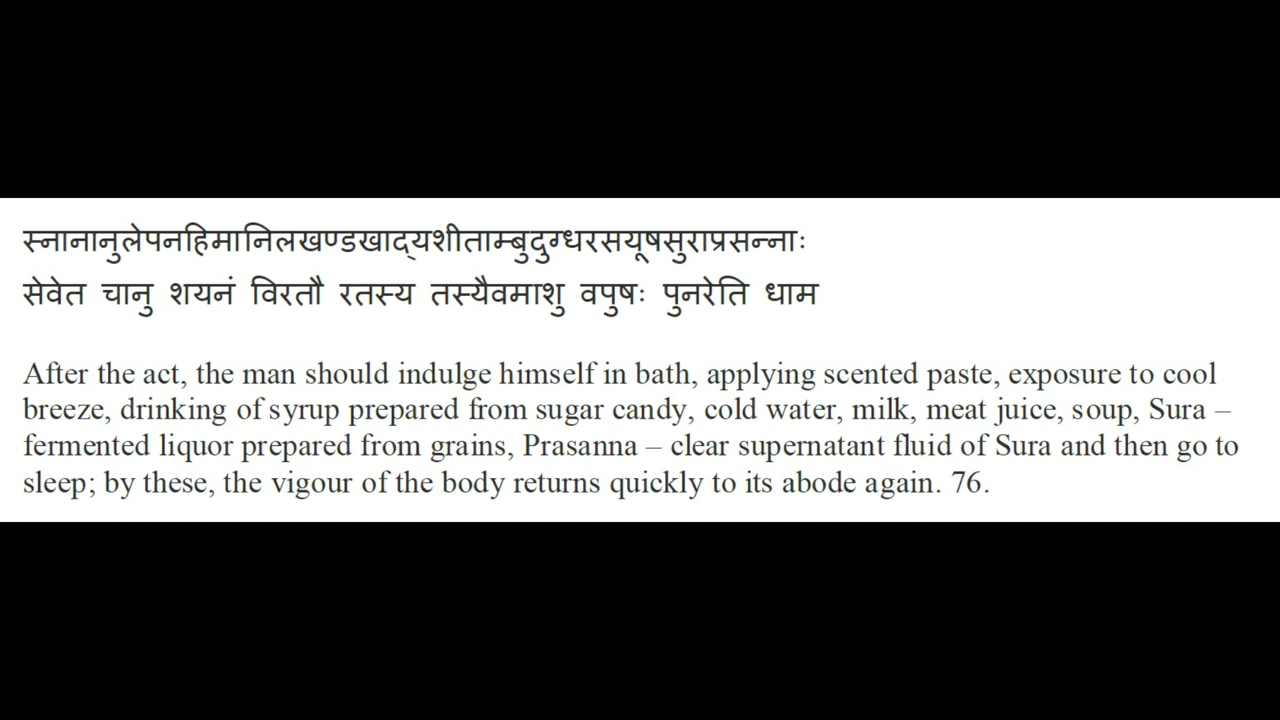 स्नानानुलेपनहिमानिलखण्डखाद्यशीताम्बुदुग्धरसयूषसुराप्रसन्नाः
सेवेत चानु शयनं विरतौ रतस्य तस्यैवमाशु वपुषः पुनरेति धाम
After the act, the man should indulge himself in bath, applying scented paste, exposure to cool
breeze, drinking of syrup prepared from sugar candy, cold water, milk, meat juice, soup, Sura –
fermented liquor prepared from grains, Prasanna – clear supernatant fluid of Sura and then go to
sleep; by these, the vigour of the body returns quickly to its abode again. 76.